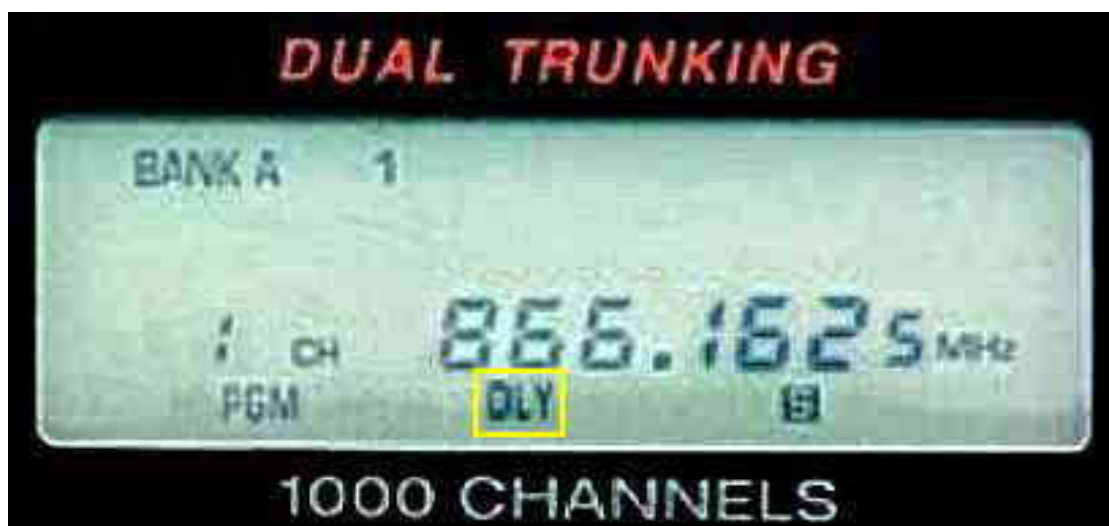 DUAL TRUNKING
BANK A 1
1 CH 866.1625 MHz
PGM DLY S
1000 CHANNELS